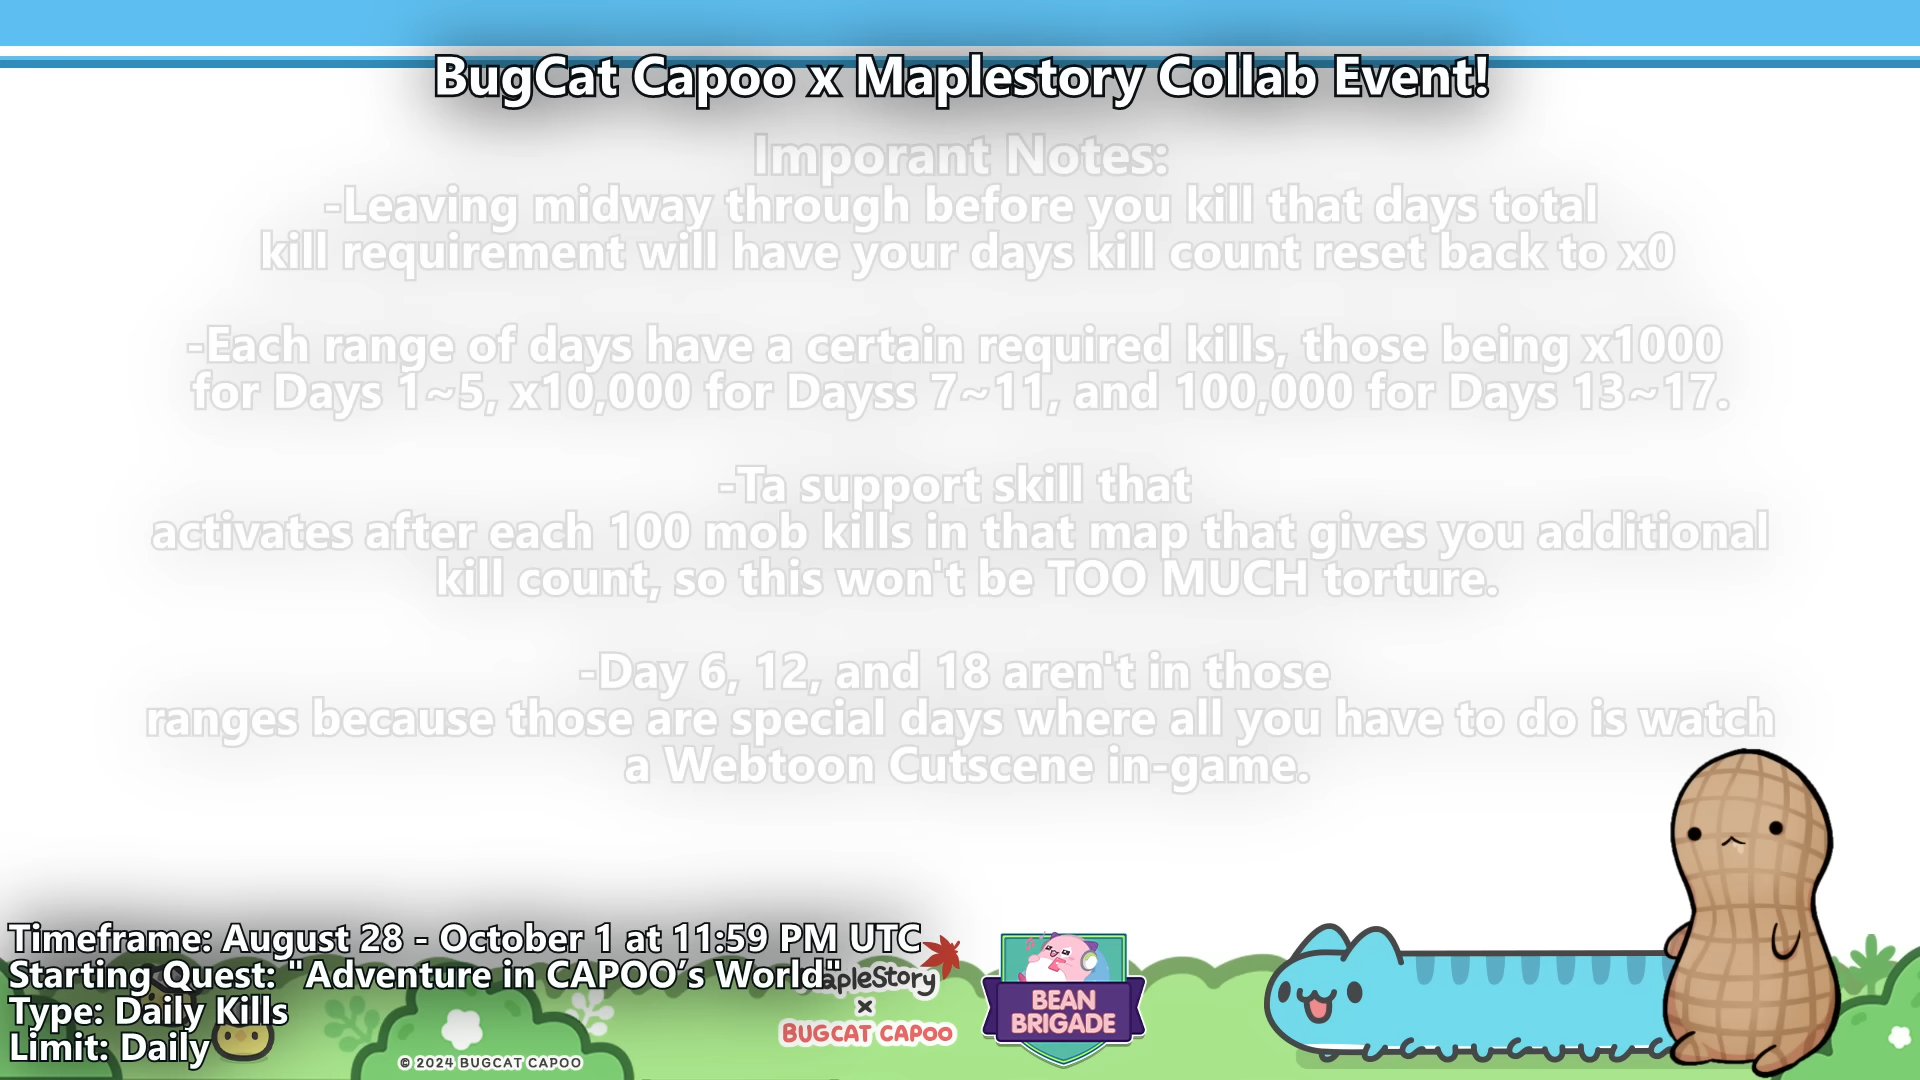 BugCat Capoo x Maplestory Collab Event!
Imporant Notes:
-Leaving midway through before you kill that days total
kill requirement will have your days kill count reset back to x0
-Each range of days have a certain required kills, those being x1000
for Days 1~5, x10,000 for Dayss 7~11, and 100,000 for Days 13~17.
-Ta support skill that
activates after each 100 mob kills in that map that gives you additional
kill count, so this won't be TOO MUCH torture.
-Day 6, 12, and 18 aren't in those
ranges because those are special days where all you have to do is watch
a Webtoon Cutscene in-game.
Timeframe: August 28 - October 1 at 11:59 PM UTC
Starting Quest: "Adventure in CAPOO’s World"
Type: Daily Kills
Limit: Daily
© 2024 BUGCAT CAPOO
apleStory
x
BUGCAT CAPOO
BEAN
BRIGADE